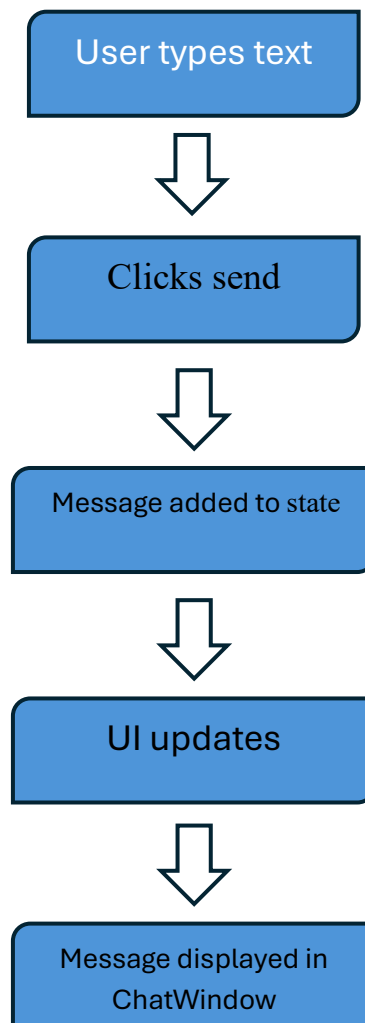 User types text
Clicks send
Message added to state
UI updates
Message displayed in
ChatWindow